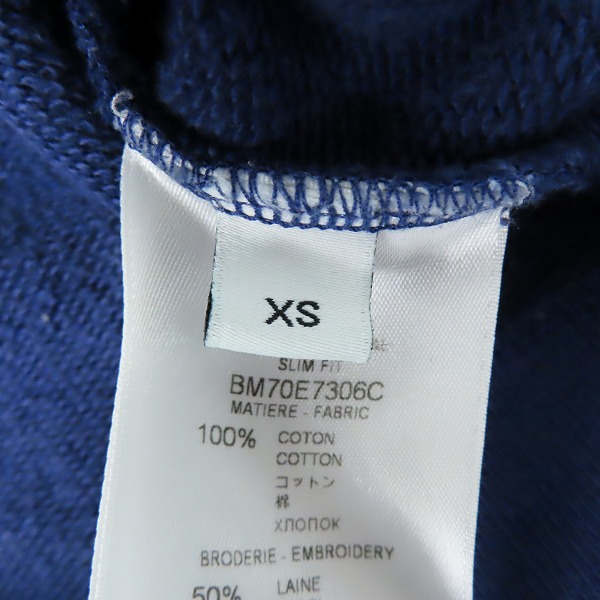 XS
SLIM FIT
BM70E7306C
MATIERE - FABRIC
100% COTON
COTTON
コットン
棉
ХЛОПОК
BRODERIE - EMBROIDERY
50% LAINE